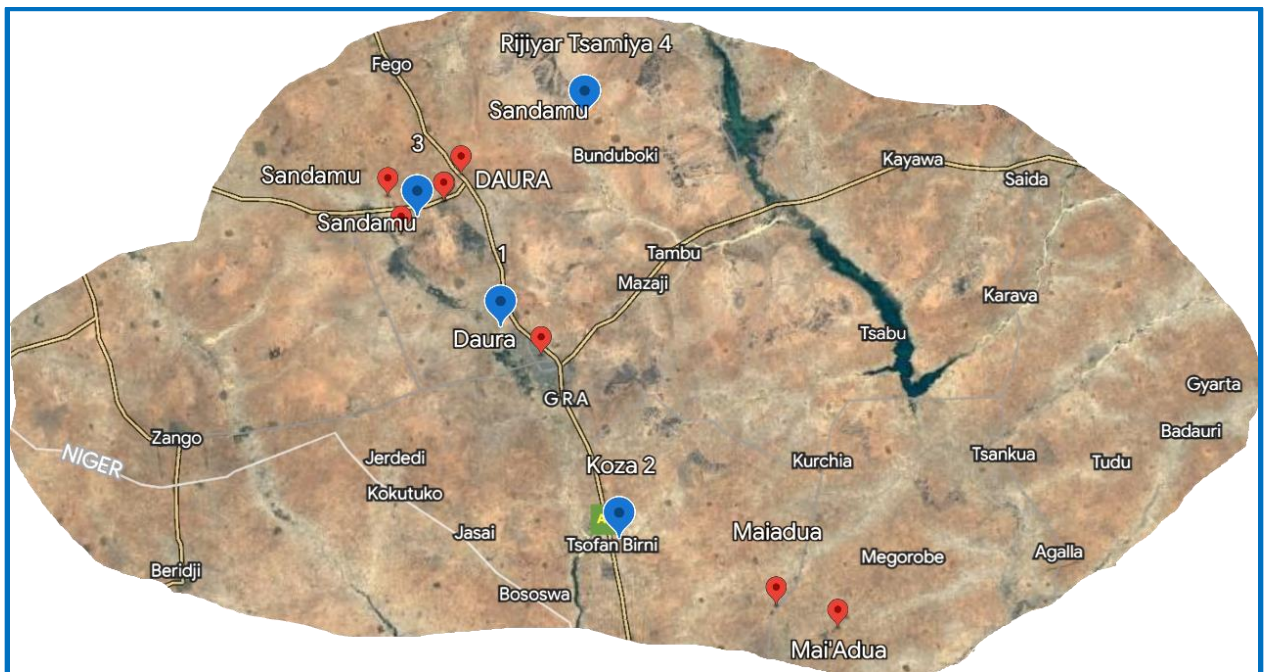 Rijiyar Tsamiya 4
Fego
Sandamu
3
Bunduboki
Kayawa
Sandamu
DAURA
Saida
Sandamu
1
Tambu
Mazaji
Karava
Daura
Tsabu
Gyarta
G R A
Badauri
Zango
NIGER
Jerdedi
Koza 2
Kurchia
Tsankua
Tudu
Kokutuko
A
Jasai
Tsofan Birni
Maiadua
Megorobe
Agalla
Beridji
Bososwa
Mai'Adua